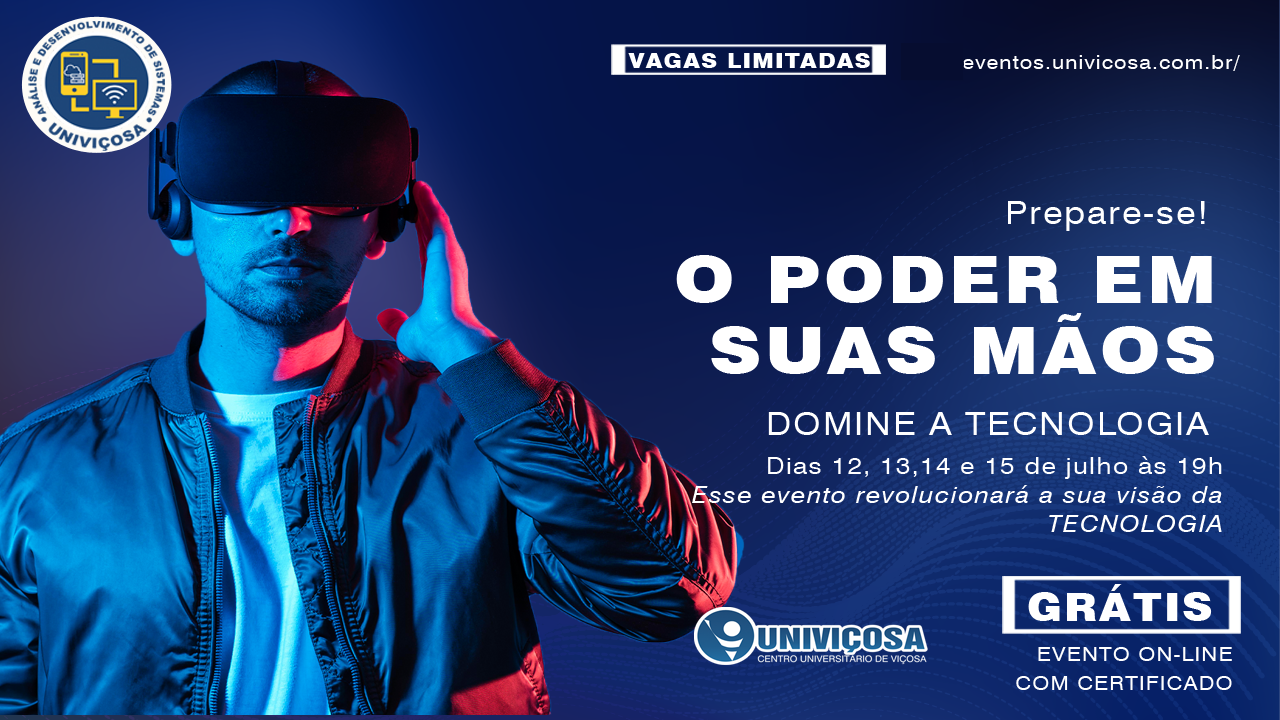 ANÁLISE E DESENVOLVIMENTO DE SISTEMAS
UNIVIÇOSA
VAGAS LIMITADAS
eventos.univicosa.com.br/
Prepare-se!
O PODER EM
SUAS MÃOS
DOMINE A TECNOLOGIA
Dias 12, 13,14 e 15 de julho às 19h
Esse evento revolucionará a sua visão da
TECNOLOGIA
UNIVIÇOSA
CENTRO UNIVERSITÁRIO DE VIÇOSA
GRÁTIS
EVENTO ON-LINE
COM CERTIFICADO